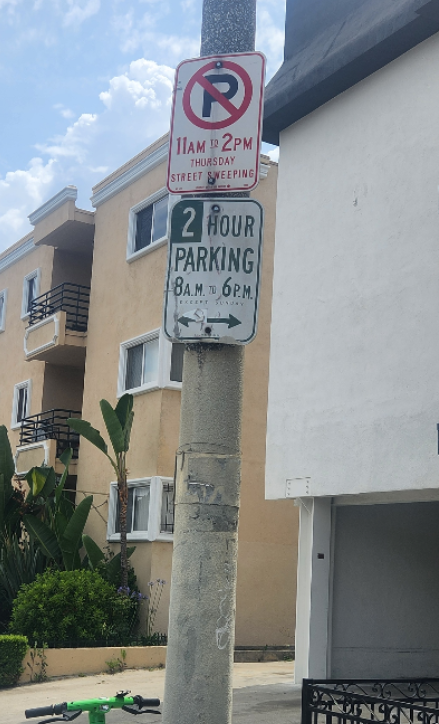 P
11AM TO 2PM
THURSDAY
STREET SWEEPING
2 HOUR
PARKING
8A.M. TO 6P.M.
EXCEPT SUNDAY